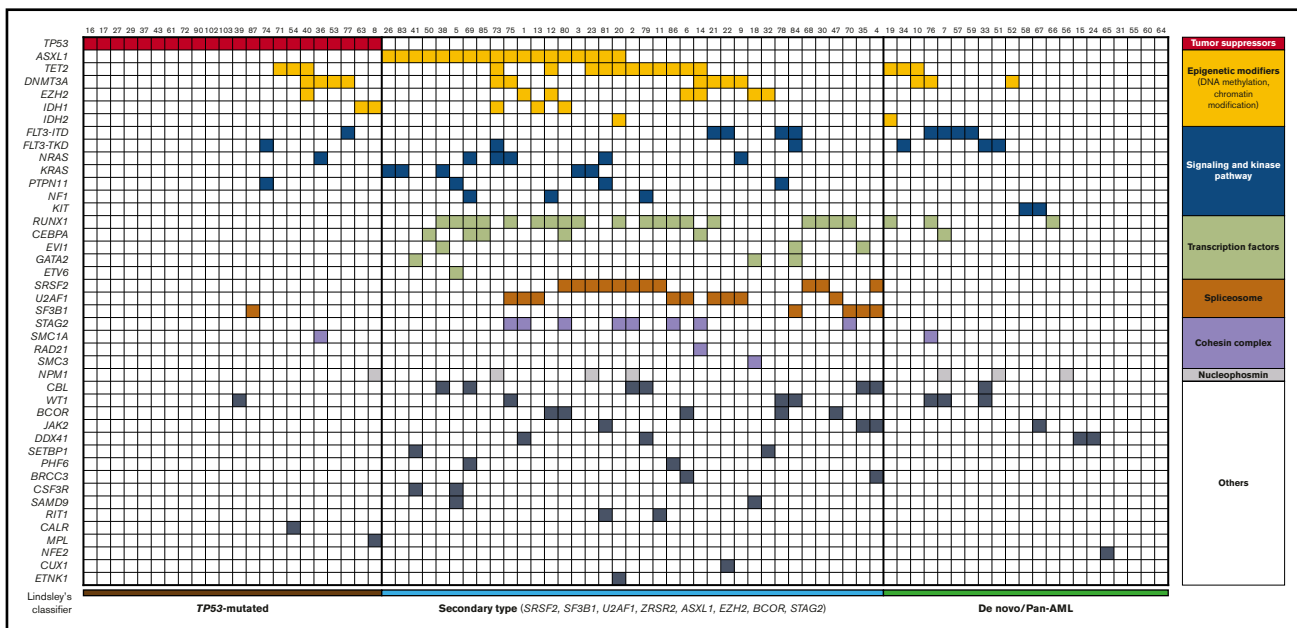 16 17 27 29 37 43 61 72 90 102 103 39 87 74 71 54 40 36 53 77 63 8 26 83 41 50 38 5 69 85 73 75 1 13 12 80 3 23 81 20 2 79 11 86 6 14 21 22 9 78 84 18 32 68 30 47 70 35 4 19 34 10 76 7 57 59 33 51 52 58 67 66 56 15 24 65 31 55 60 64
TP53
ASXL1
TET2
DNMT3A
EZH2
IDH1
IDH2
FLT3-ITD
FLT3-TKD
NRAS
KRAS
PTPN11
NF1
KIT
RUNX1
CEBPA
EVI1
GATA2
ETV6
SRSF2
U2AF1
SF3B1
STAG2
SMC1A
RAD21
SMC3
NPM1
CBL
WT1
BCOR
JAK2
DDX41
SETBP1
PHF6
BRCC3
CSF3R
SAMD9
RIT1
CALR
MPL
NFE2
CUX1
ETNK1
Tumor suppressors
Epigenetic modifiers
(DNA methylation,
chromatin
modification)
Signaling and kinase
pathway
Transcription factors
Spliceosome
Cohesin complex
Nucleophosmin
Others
Lindsley's
classifier
TP53-mutated
Secondary type (SRSF2, SF3B1, U2AF1, ZRSR2, ASXL1, EZH2, BCOR, STAG2)
De novo/Pan-AML